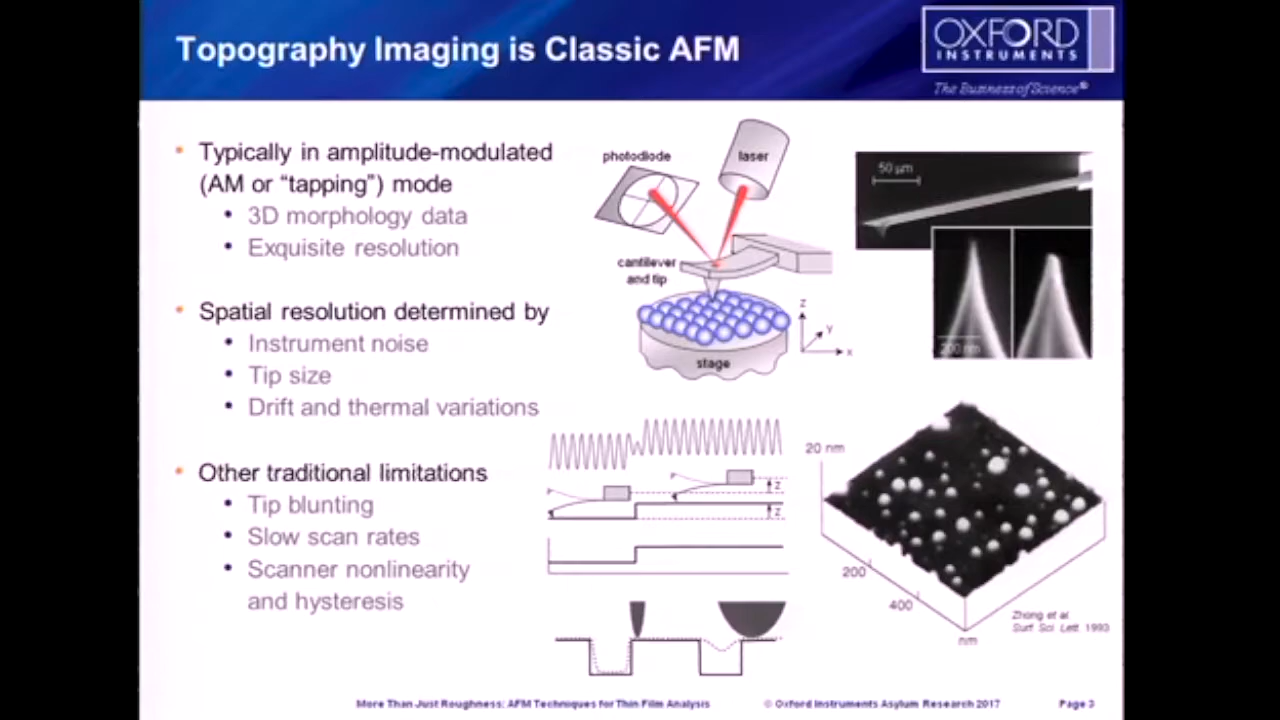 Topography Imaging is Classic AFM
OXFORD
INSTRUMENTS
The Business of Science®
• Typically in amplitude-modulated
(AM or “tapping”) mode
• 3D morphology data
• Exquisite resolution
• Spatial resolution determined by
• Instrument noise
• Tip size
• Drift and thermal variations
• Other traditional limitations
• Tip blunting
• Slow scan rates
• Scanner nonlinearity
and hysteresis
photodiode
laser
cantilever
and tip
stage
z
y
x
50 µm
200 nm
z
z
20 nm
200
400
nm
Zhong et al.
Surf. Sci. Lett. 1993
More Than Just Roughness: AFM Techniques for Thin Film Analysis
© Oxford Instruments Asylum Research 2017
Page 3